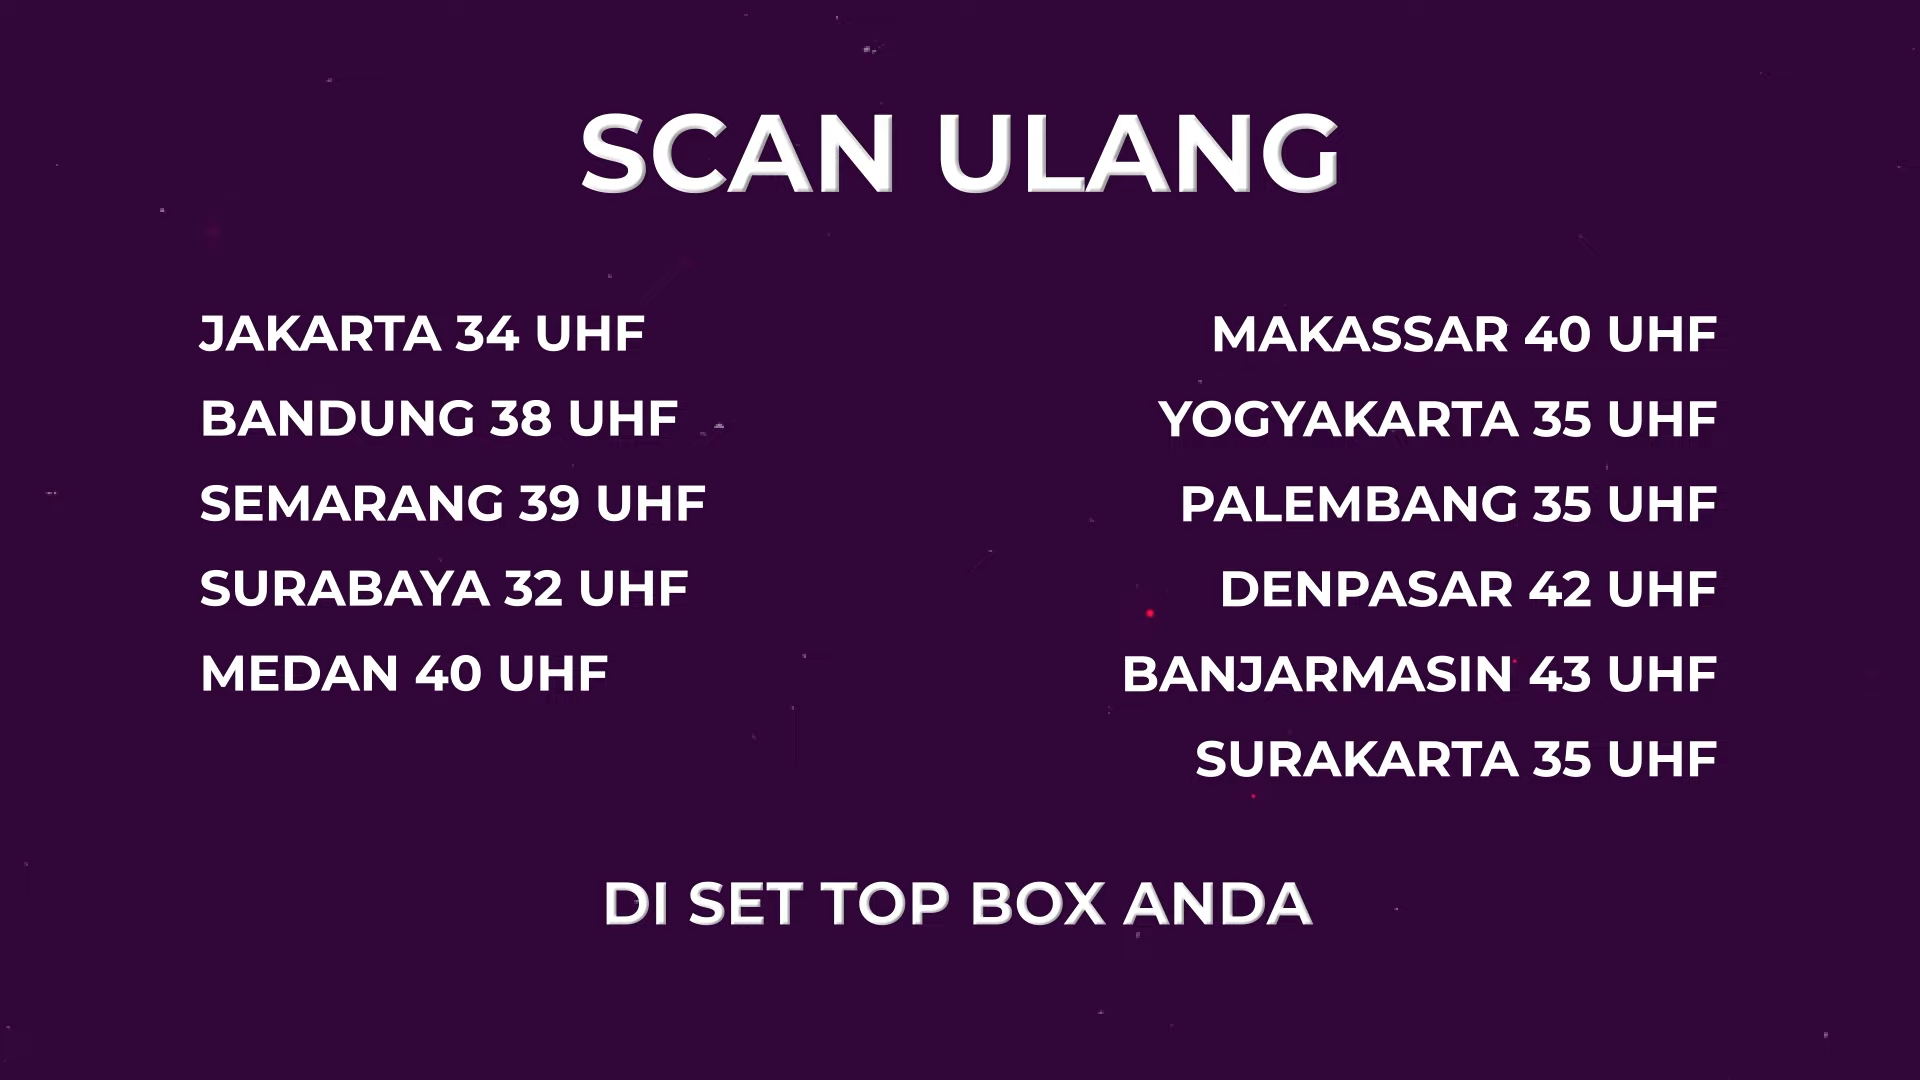 SCAN ULANG
JAKARTA 34 UHF
BANDUNG 38 UHF
SEMARANG 39 UHF
SURABAYA 32 UHF
MEDAN 40 UHF
MAKASSAR 40 UHF
YOGYAKARTA 35 UHF
PALEMBANG 35 UHF
DENPASAR 42 UHF
BANJARMASIN 43 UHF
SURAKARTA 35 UHF
DI SET TOP BOX ANDA